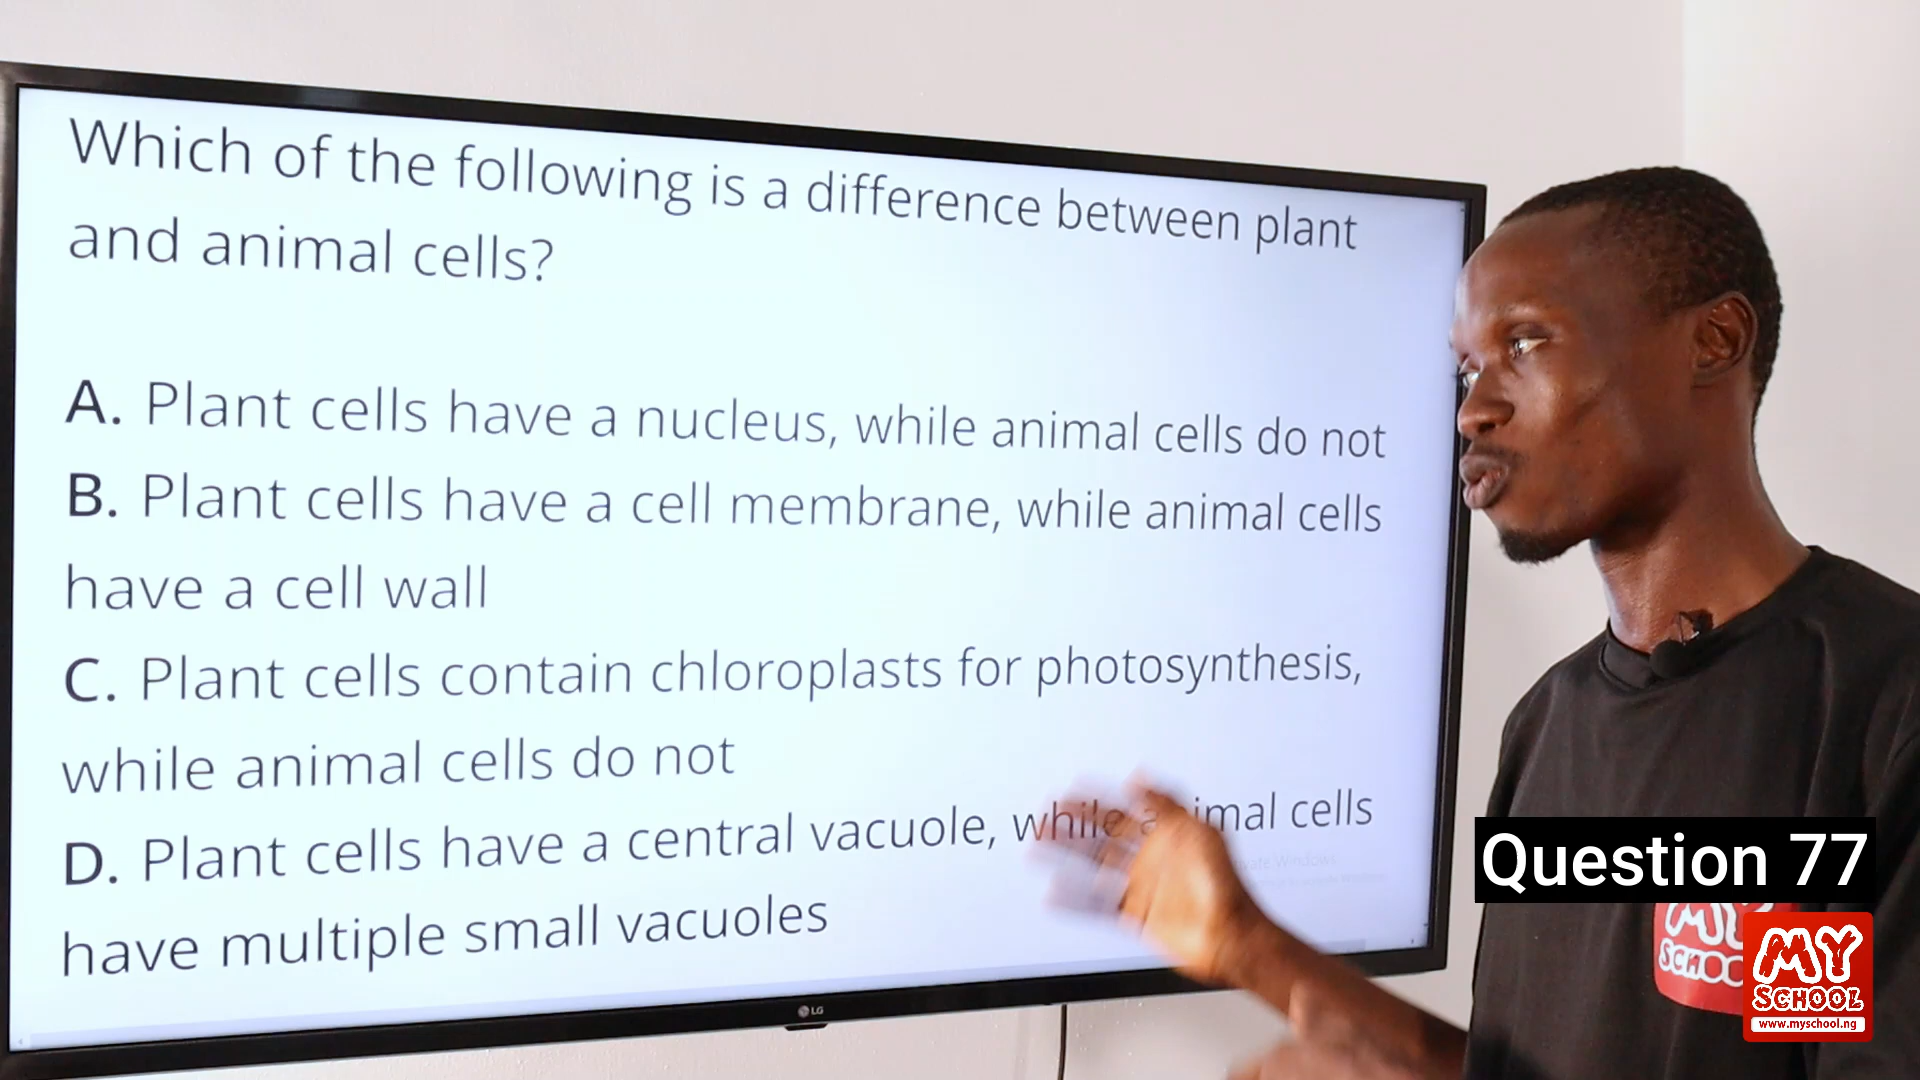 Which of the following is a difference between plant
and animal cells?
A. Plant cells have a nucleus, while animal cells do not
B. Plant cells have a cell membrane, while animal cells
have a cell wall
C. Plant cells contain chloroplasts for photosynthesis,
while animal cells do not
D. Plant cells have a central vacuole, while animal cells
have multiple small vacuoles
LG
Question 77
MY
SCHOOL
www.myschool.ng